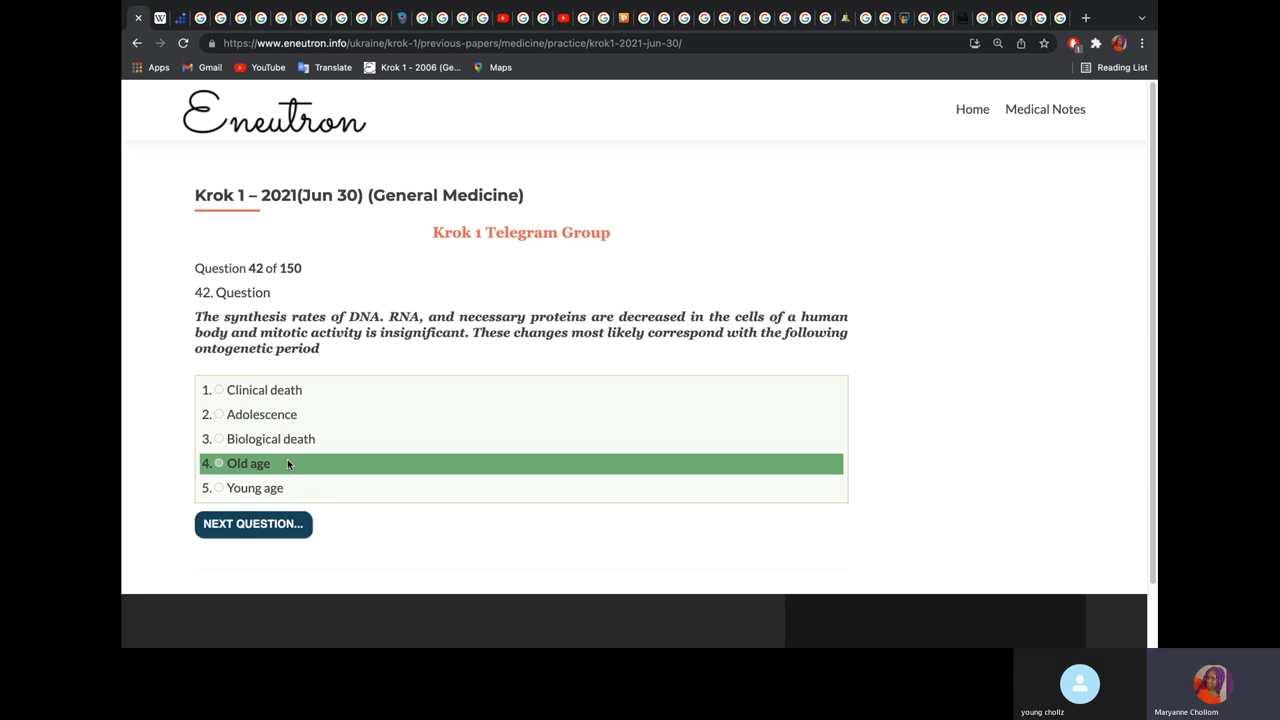 https://www.eneutron.info/ukraine/krok-1/previous-papers/medicine/practice/krok1-2021-jun-30/
Apps Gmail YouTube Translate Krok 1 - 2006 (Ge... Maps Reading List
Eneutron
Home Medical Notes
Krok 1 – 2021(Jun 30) (General Medicine)
Krok 1 Telegram Group
Question 42 of 150
42. Question
The synthesis rates of DNA. RNA, and necessary proteins are decreased in the cells of a human
body and mitotic activity is insignificant. These changes most likely correspond with the following
ontogenetic period
1. Clinical death
2. Adolescence
3. Biological death
4. Old age
5. Young age
NEXT QUESTION...
young chollz
Maryanne Chollom